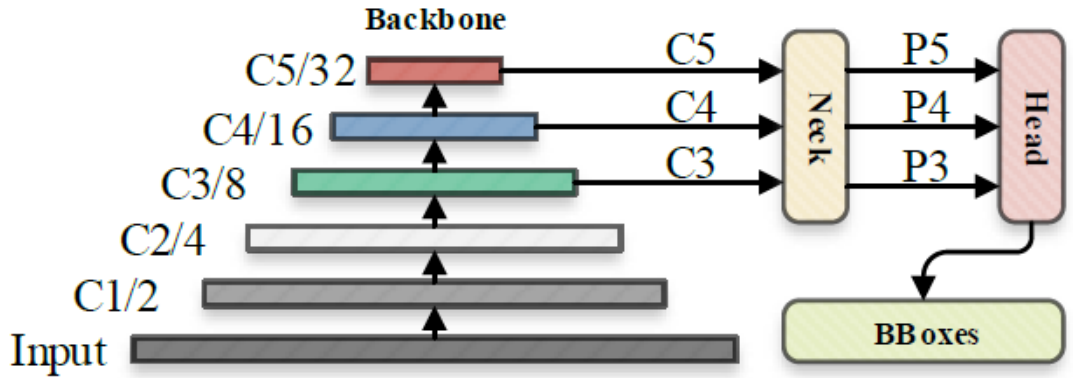 Backbone
C5/32
C5
P5
C4/16
C4
P4
C3/8
C3
P3
Neck
Head
C2/4
C1/2
Input
BBoxes